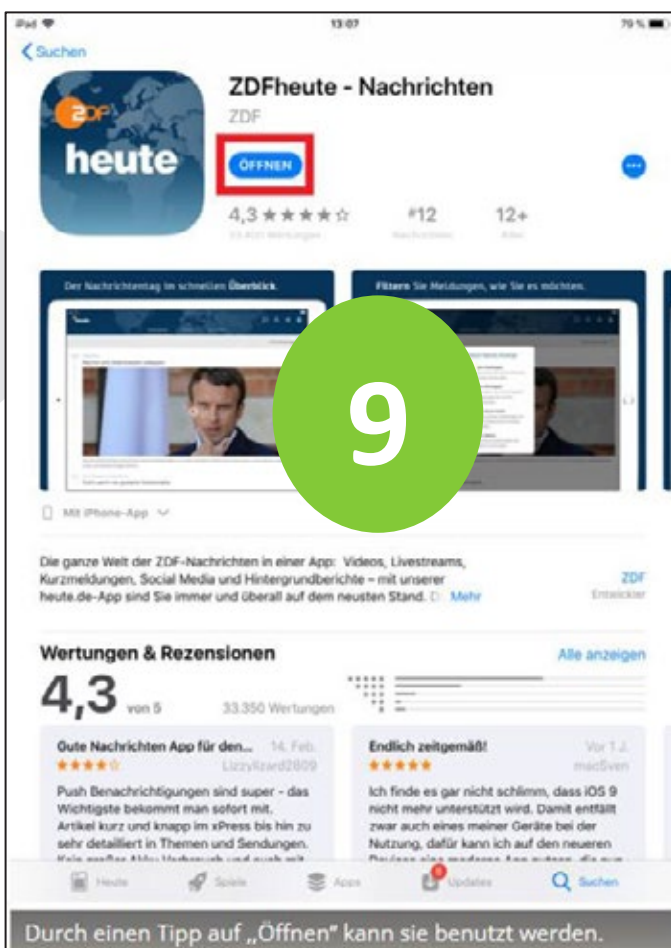 iPad 13:07 79 %
Suchen
ZDFheute - Nachrichten
ZDF
ZDF
heute
ÖFFNEN
4,3 ★★★★☆ #12 12+
Nachrichten Alter
Der Nachrichtentag im schnellen Überblick.
Filtern Sie Meldungen, wie Sie es möchten.
9
Mit iPhone-App
Die ganze Welt der ZDF-Nachrichten in einer App: Videos, Livestreams,
Kurzmeldungen, Social Media und Hintergrundberichte – mit unserer
heute.de-App sind Sie immer und überall auf dem neusten Stand. D Mehr
ZDF
Entwickler
Wertungen & Rezensionen Alle anzeigen
4,3 von 5 33.350 Wertungen
Gute Nachrichten App für den... 14. Feb.
LizzyLizard2809
Push Benachrichtigungen sind super – das
Wichtigste bekommt man sofort mit.
Artikel kurz und knapp im xPress bis hin zu
sehr detailliert in Themen und Sendungen.
Endlich zeitgemäß! Vor 1 J.
macSven
Ich finde es gar nicht schlimm, dass iOS 9
nicht mehr unterstützt wird. Damit entfällt
zwar auch eines meiner Geräte bei der
Nutzung, dafür kann ich auf den neueren
Heute Spiele Apps Updates Suchen
Durch einen Tipp auf „Öffnen“ kann sie benutzt werden.